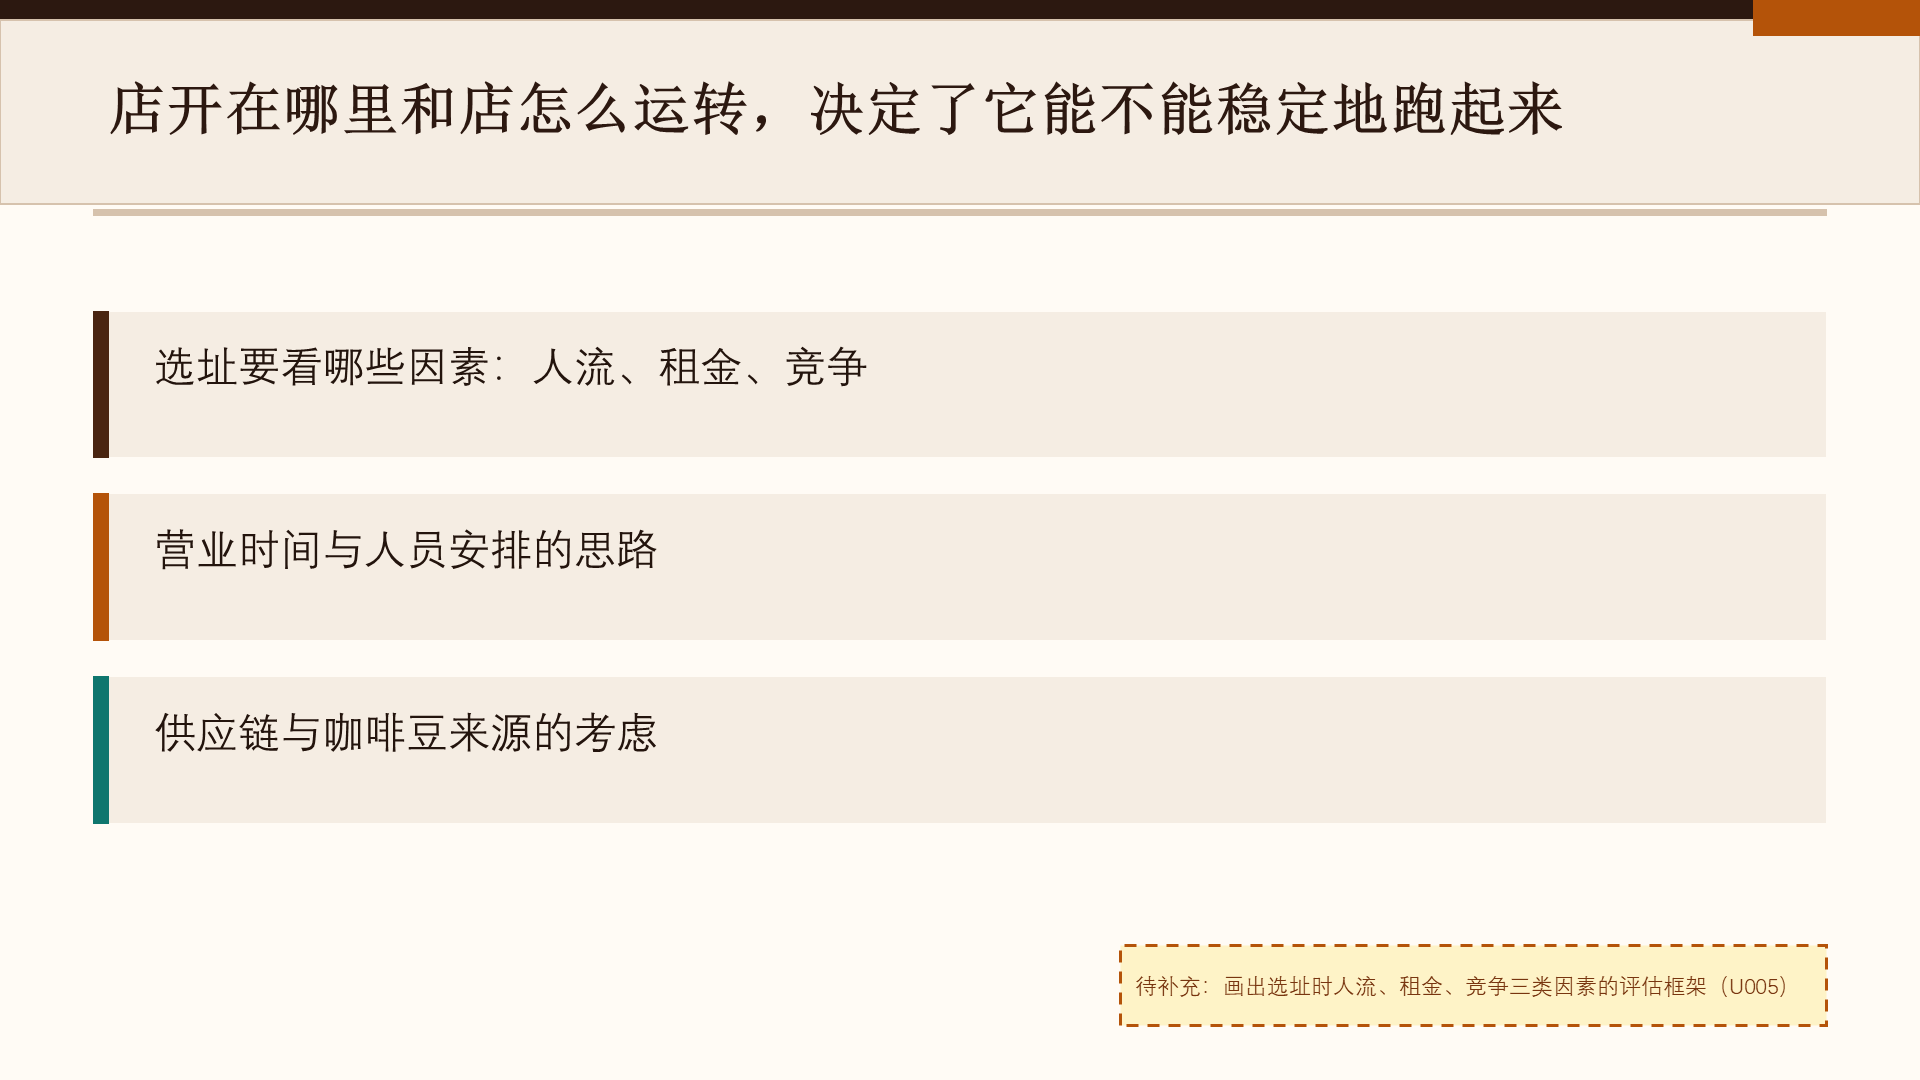 店开在哪里和店怎么运转，决定了它能不能稳定地跑起来
选址要看哪些因素：人流、租金、竞争
营业时间与人员安排的思路
供应链与咖啡豆来源的考虑
待补充：画出选址时人流、租金、竞争三类因素的评估框架（U005）